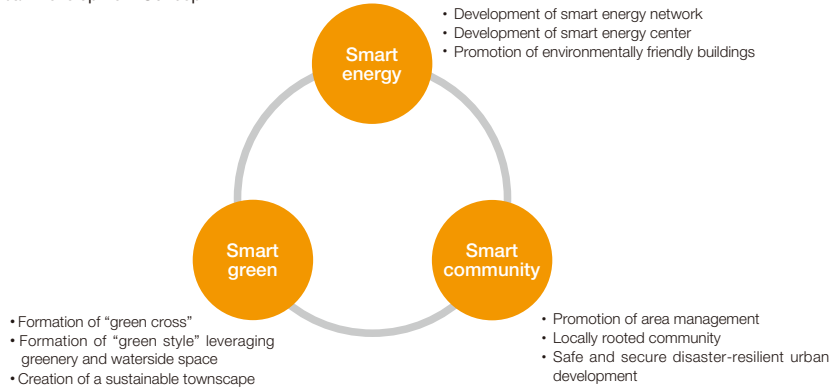 • Development of smart energy network
• Development of smart energy center
• Promotion of environmentally friendly buildings
Smart
energy
Smart
green
Smart
community
• Formation of “green cross”
• Formation of “green style” leveraging
greenery and waterside space
• Creation of a sustainable townscape
• Promotion of area management
• Locally rooted community
• Safe and secure disaster-resilient urban
development